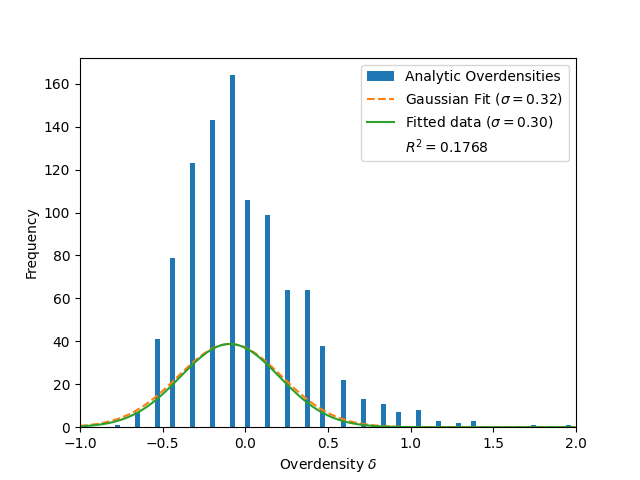 Analytic Overdensities
Gaussian Fit (σ = 0.32)
Fitted data (σ = 0.30)
R² = 0.1768
160
140
120
100
80
60
40
20
0
Frequency
−1.0 −0.5 0.0 0.5 1.0 1.5 2.0
Overdensity δ